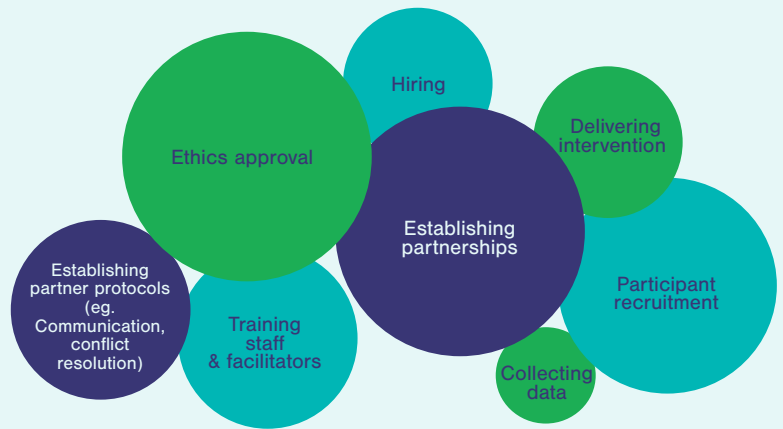 Hiring
Ethics approval
Delivering
intervention
Establishing
partnerships
Establishing
partner protocols
(eg.
Communication,
conflict
resolution)
Training
staff
& facilitators
Participant
recruitment
Collecting
data